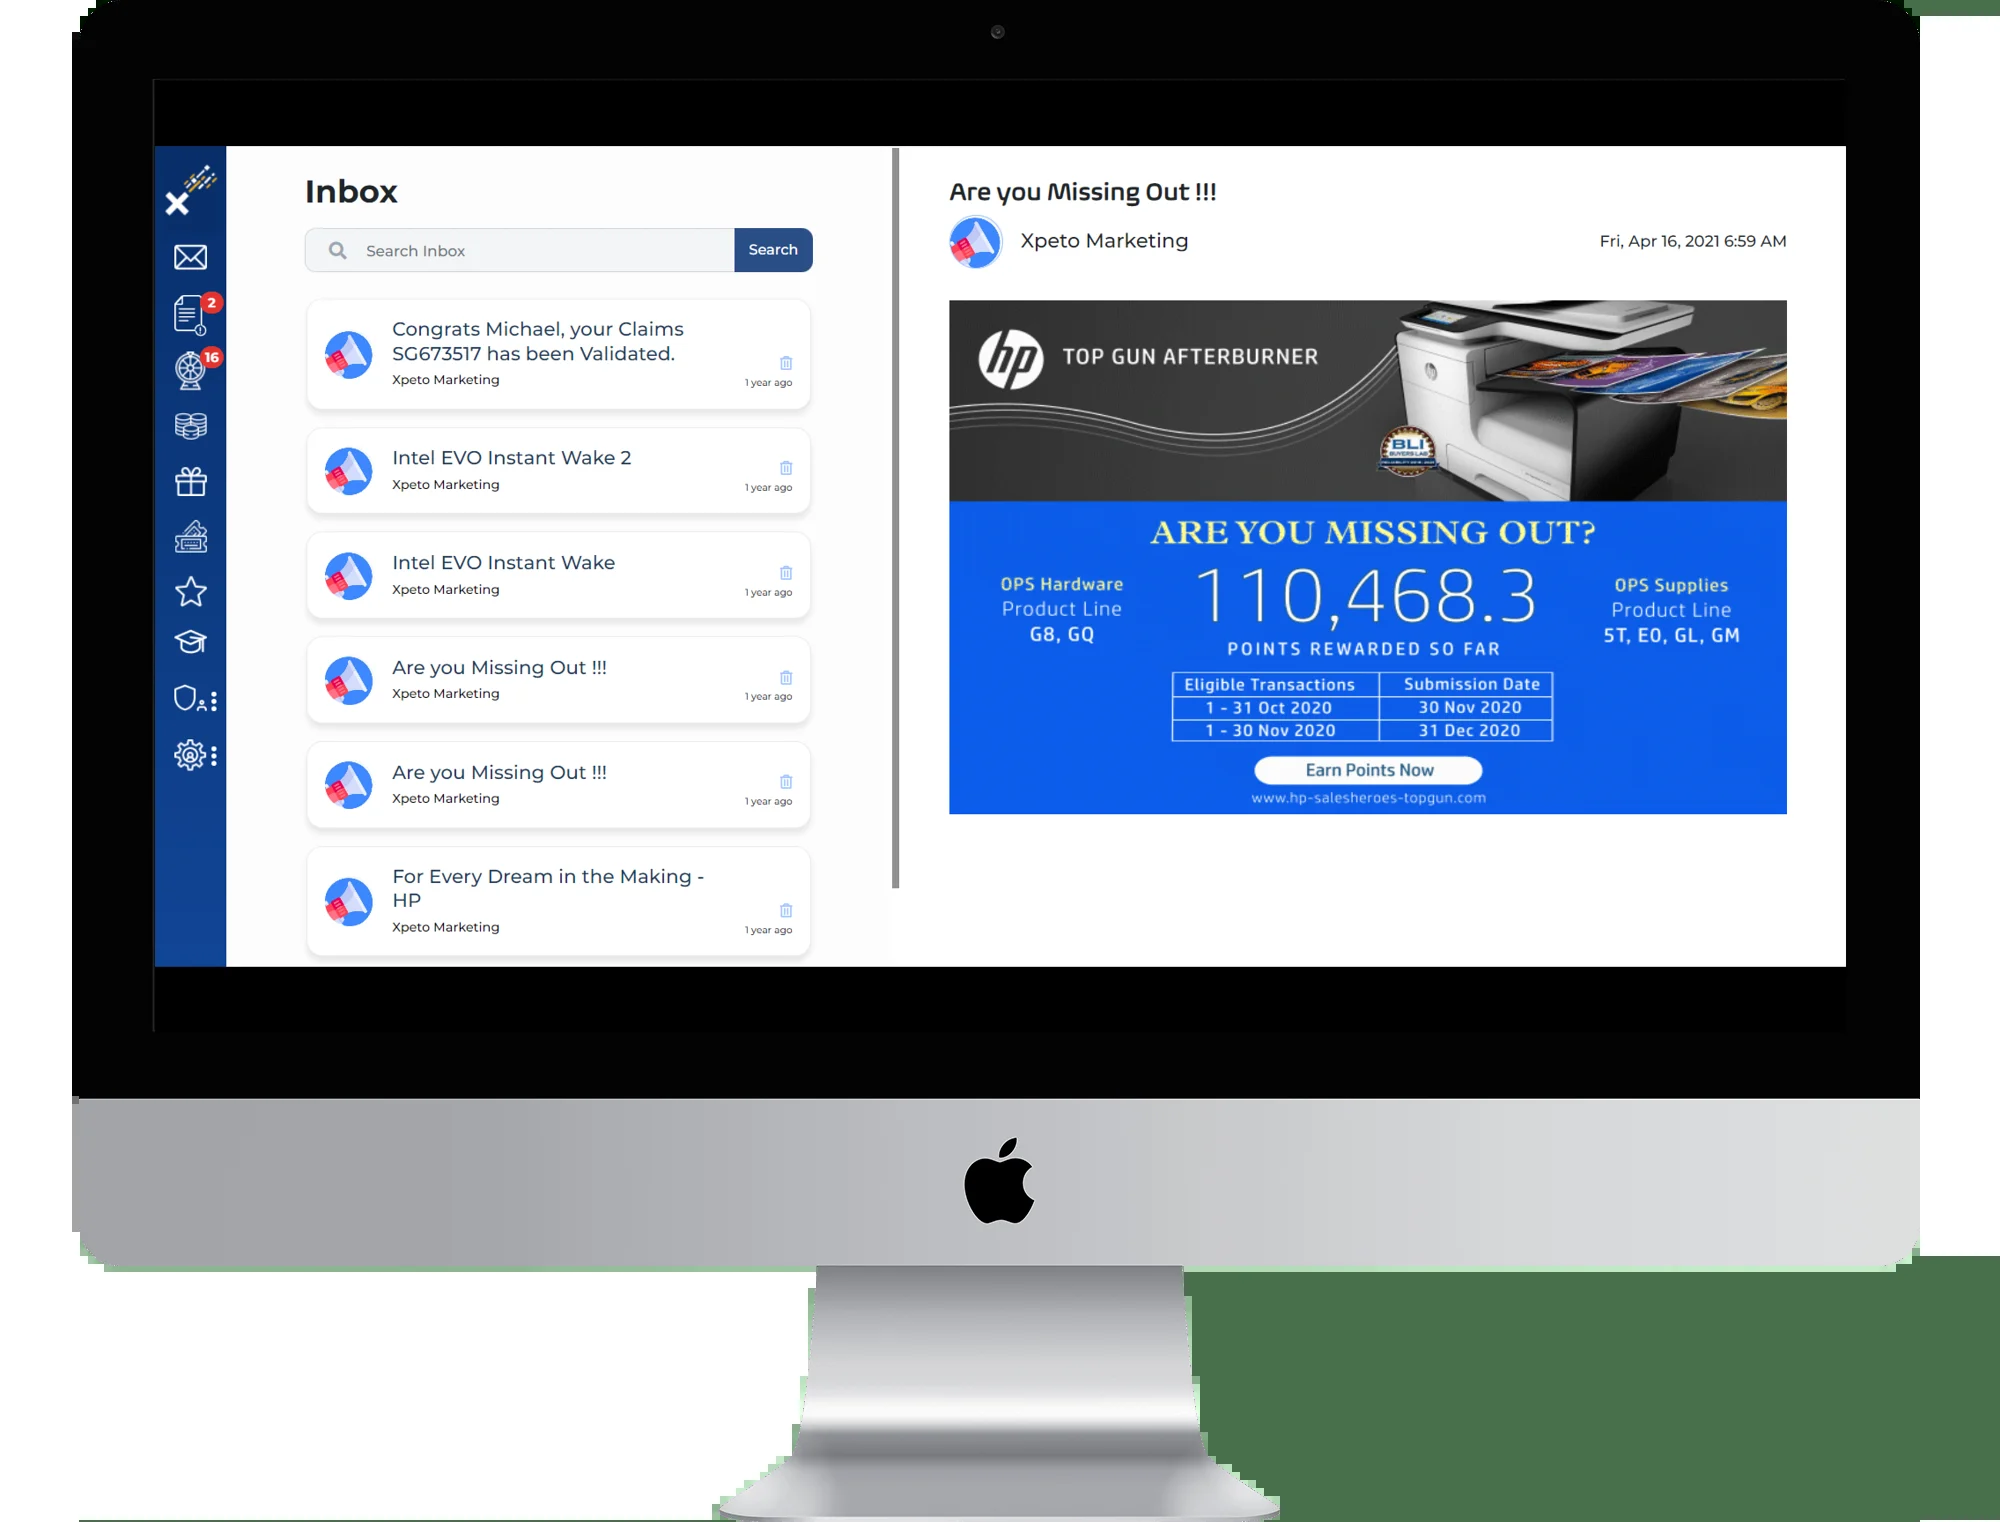 2
16
Inbox
Search Inbox
Search
Congrats Michael, your Claims
SG673517 has been Validated.
Xpeto Marketing
1 year ago
Intel EVO Instant Wake 2
Xpeto Marketing
1 year ago
Intel EVO Instant Wake
Xpeto Marketing
1 year ago
Are you Missing Out !!!
Xpeto Marketing
1 year ago
Are you Missing Out !!!
Xpeto Marketing
1 year ago
For Every Dream in the Making -
HP
Xpeto Marketing
1 year ago
Are you Missing Out !!!
Xpeto Marketing
Fri, Apr 16, 2021 6:59 AM
hp
TOP GUN AFTERBURNER
BLI
BUYERS LAB
ARE YOU MISSING OUT?
OPS Hardware
Product Line
G8, GQ
110,468.3
POINTS REWARDED SO FAR
OPS Supplies
Product Line
5T, E0, GL, GM
Eligible Transactions Submission Date
1 - 31 Oct 2020 30 Nov 2020
1 - 30 Nov 2020 31 Dec 2020
Earn Points Now
www.hp-salesheroes-topgun.com